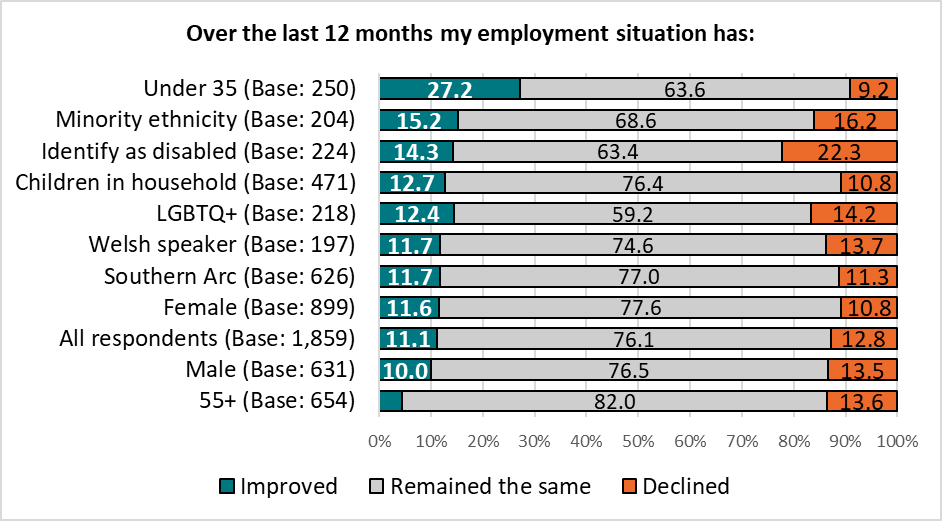 Over the last 12 months my employment situation has:
Under 35 (Base: 250) 27.2 63.6 9.2
Minority ethnicity (Base: 204) 15.2 68.6 16.2
Identify as disabled (Base: 224) 14.3 63.4 22.3
Children in household (Base: 471) 12.7 76.4 10.8
LGBTQ+ (Base: 218) 12.4 59.2 14.2
Welsh speaker (Base: 197) 11.7 74.6 13.7
Southern Arc (Base: 626) 11.7 77.0 11.3
Female (Base: 899) 11.6 77.6 10.8
All respondents (Base: 1,859) 11.1 76.1 12.8
Male (Base: 631) 10.0 76.5 13.5
55+ (Base: 654) 82.0 13.6
0% 10% 20% 30% 40% 50% 60% 70% 80% 90% 100%
Improved Remained the same Declined